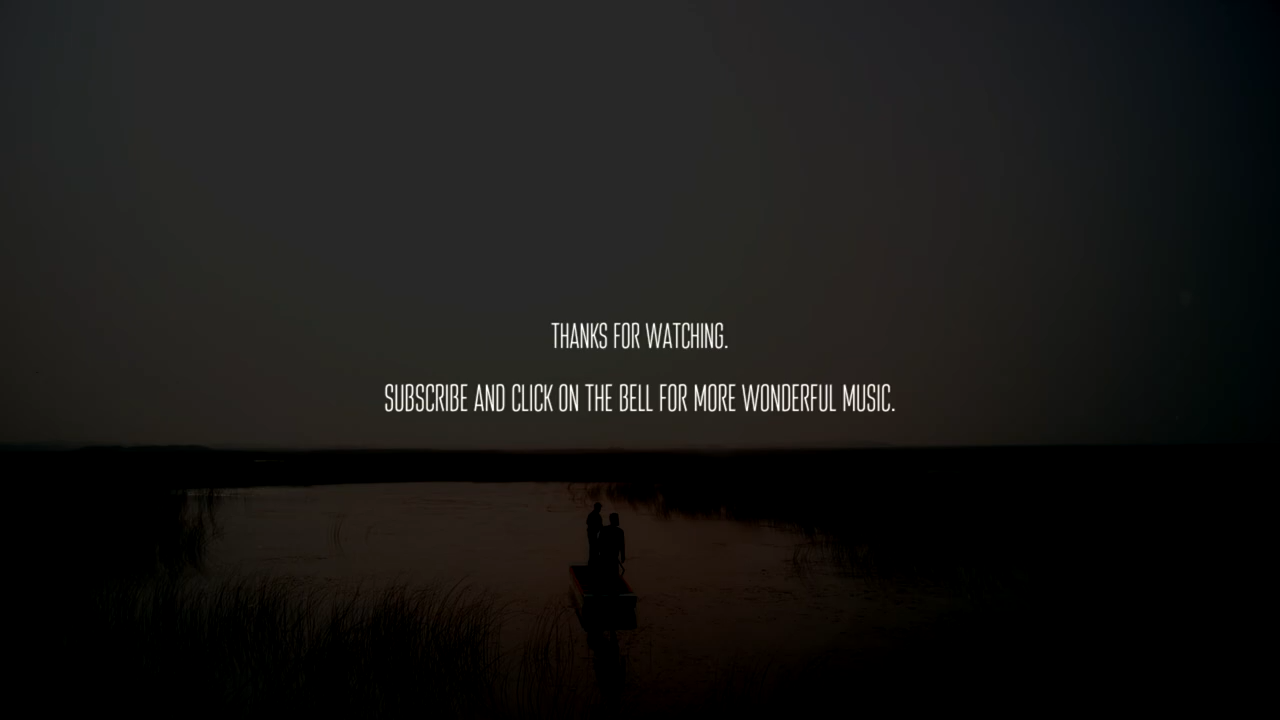 THANKS FOR WATCHING.
SUBSCRIBE AND CLICK ON THE BELL FOR MORE WONDERFUL MUSIC.